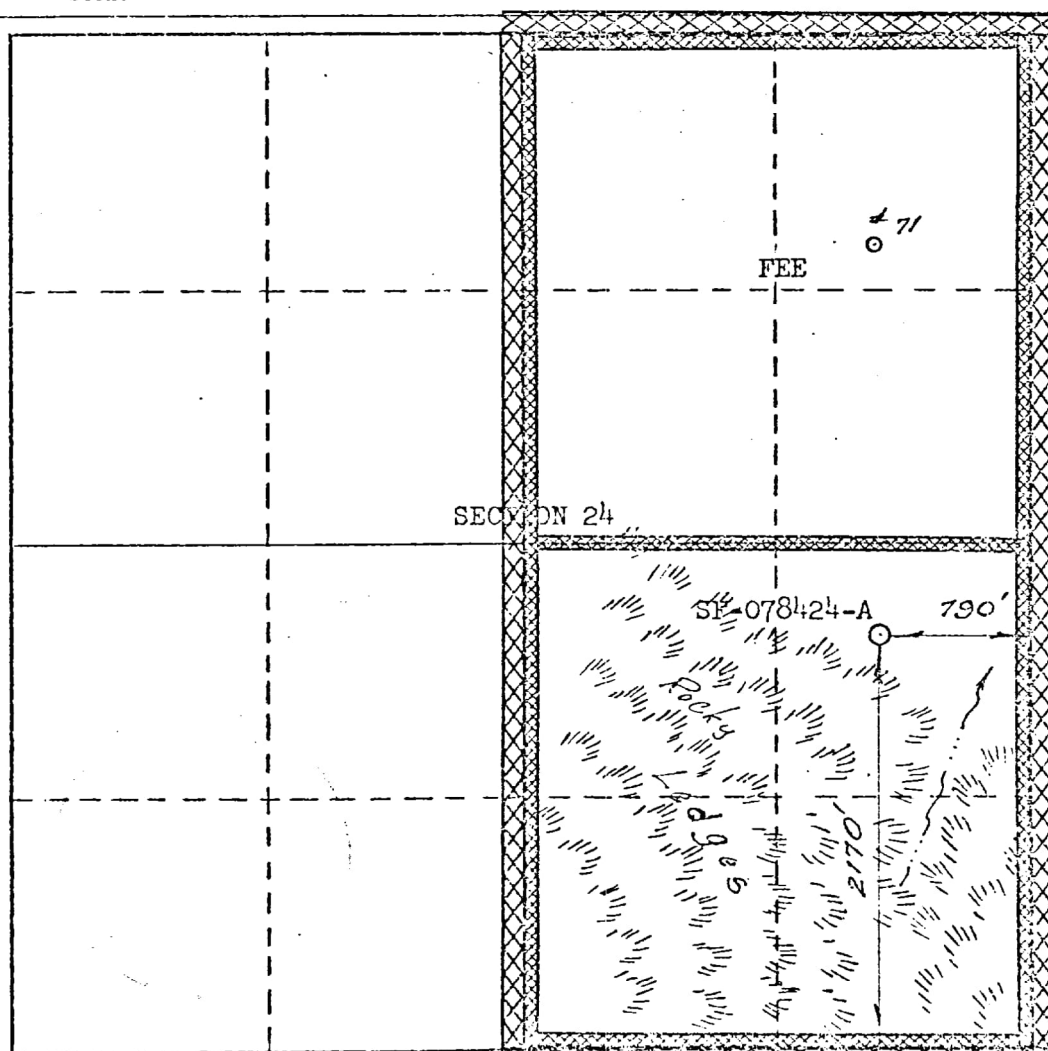 # 71
FEE
SECTION 24
SF-078424-A 790'
Rocky
Ledges
2170'